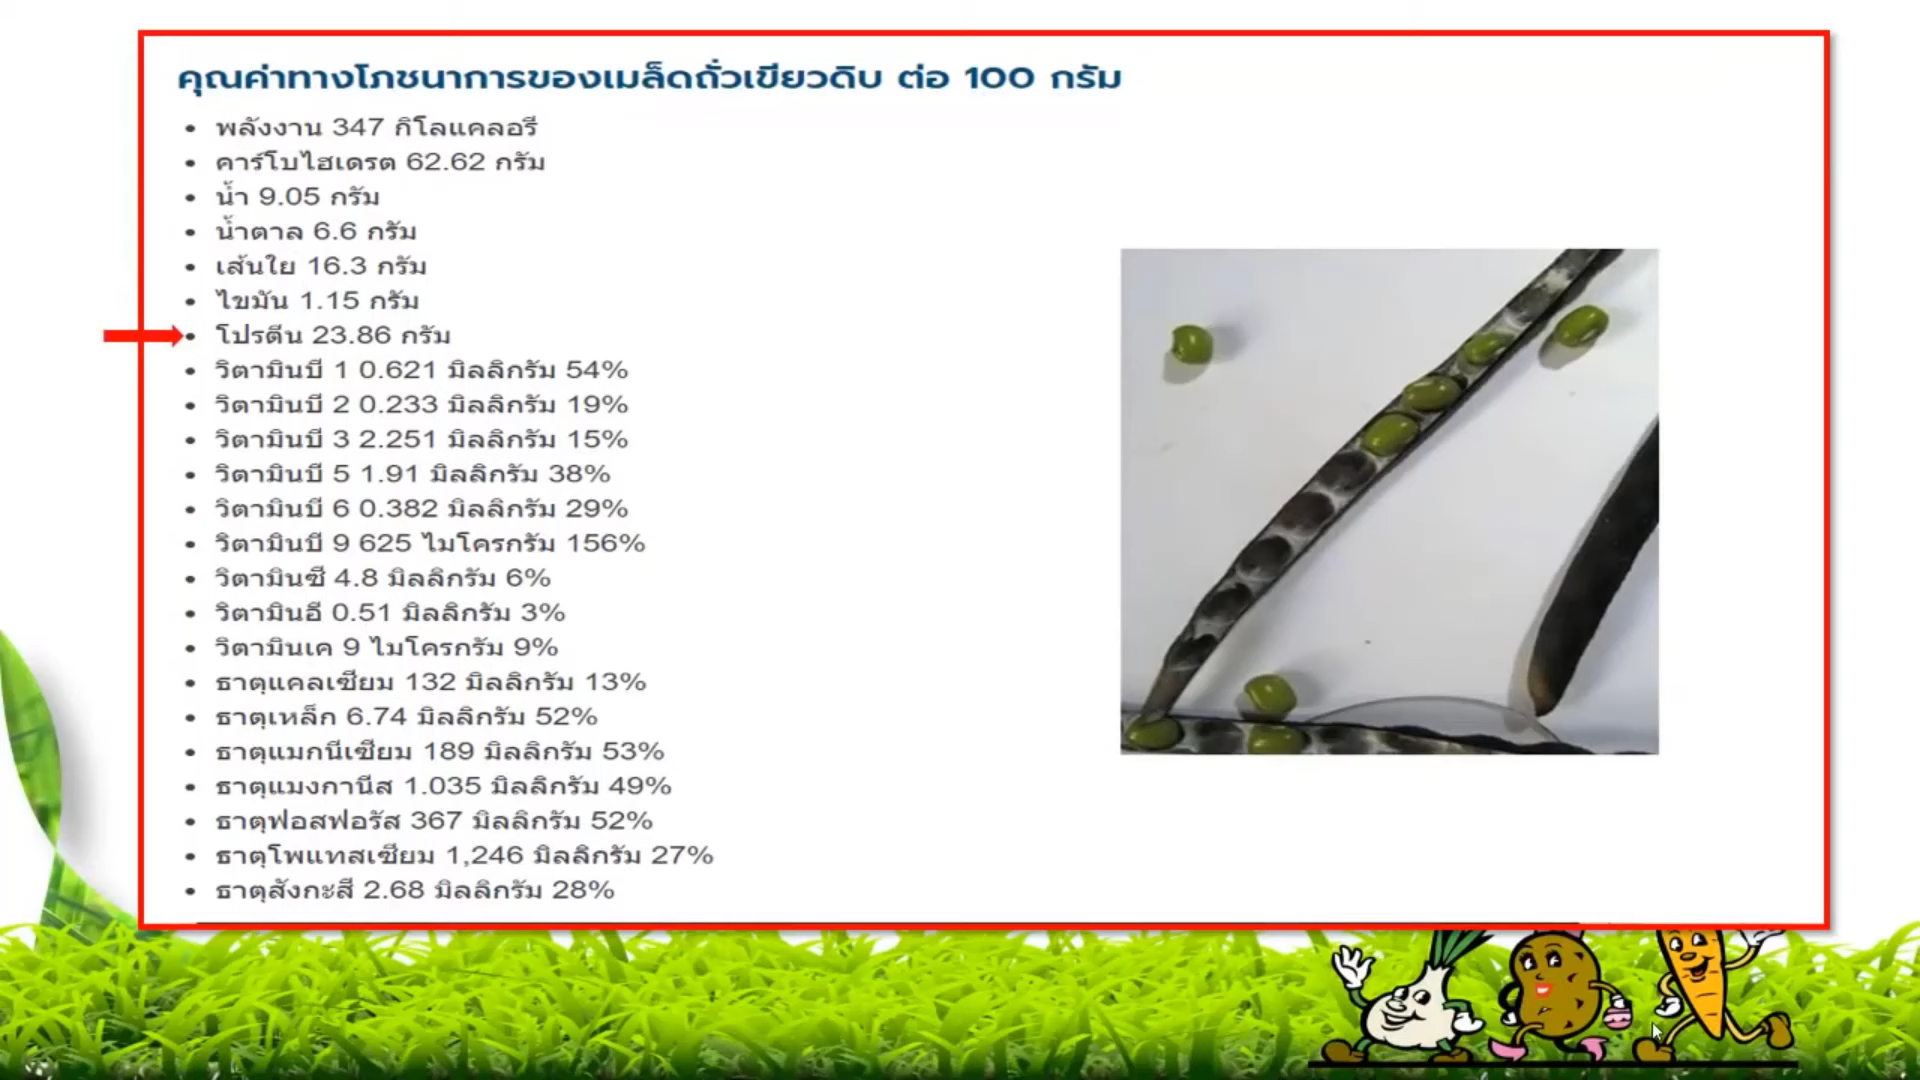 คุณค่าทางโภชนาการของเมล็ดถั่วเขียวดิบ ต่อ 100 กรัม
• พลังงาน 347 กิโลแคลอรี
• คาร์โบไฮเดรต 62.62 กรัม
• น้ำ 9.05 กรัม
• น้ำตาล 6.6 กรัม
• เส้นใย 16.3 กรัม
• ไขมัน 1.15 กรัม
• โปรตีน 23.86 กรัม
• วิตามินบี 1 0.621 มิลลิกรัม 54%
• วิตามินบี 2 0.233 มิลลิกรัม 19%
• วิตามินบี 3 2.251 มิลลิกรัม 15%
• วิตามินบี 5 1.91 มิลลิกรัม 38%
• วิตามินบี 6 0.382 มิลลิกรัม 29%
• วิตามินบี 9 625 ไมโครกรัม 156%
• วิตามินซี 4.8 มิลลิกรัม 6%
• วิตามินอี 0.51 มิลลิกรัม 3%
• วิตามินเค 9 ไมโครกรัม 9%
• ธาตุแคลเซียม 132 มิลลิกรัม 13%
• ธาตุเหล็ก 6.74 มิลลิกรัม 52%
• ธาตุแมกนีเซียม 189 มิลลิกรัม 53%
• ธาตุแมงกานีส 1.035 มิลลิกรัม 49%
• ธาตุฟอสฟอรัส 367 มิลลิกรัม 52%
• ธาตุโพแทสเซียม 1,246 มิลลิกรัม 27%
• ธาตุสังกะสี 2.68 มิลลิกรัม 28%